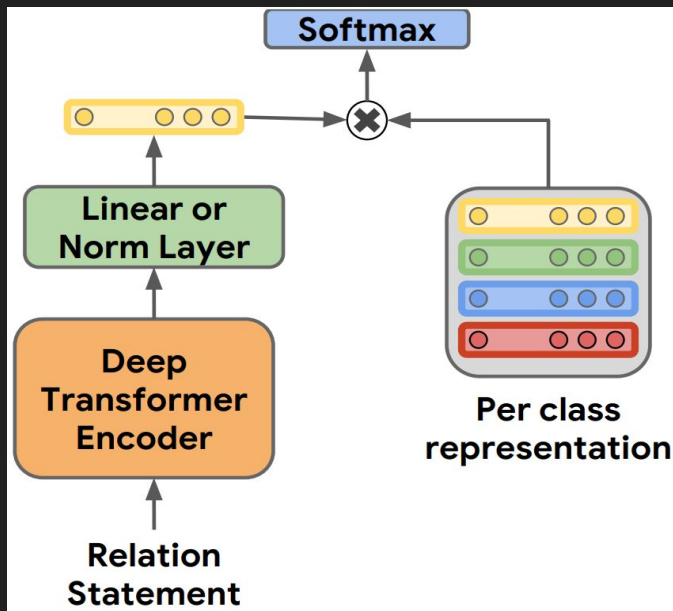 Softmax
Linear or
Norm Layer
Deep
Transformer
Encoder
Relation
Statement
Per class
representation